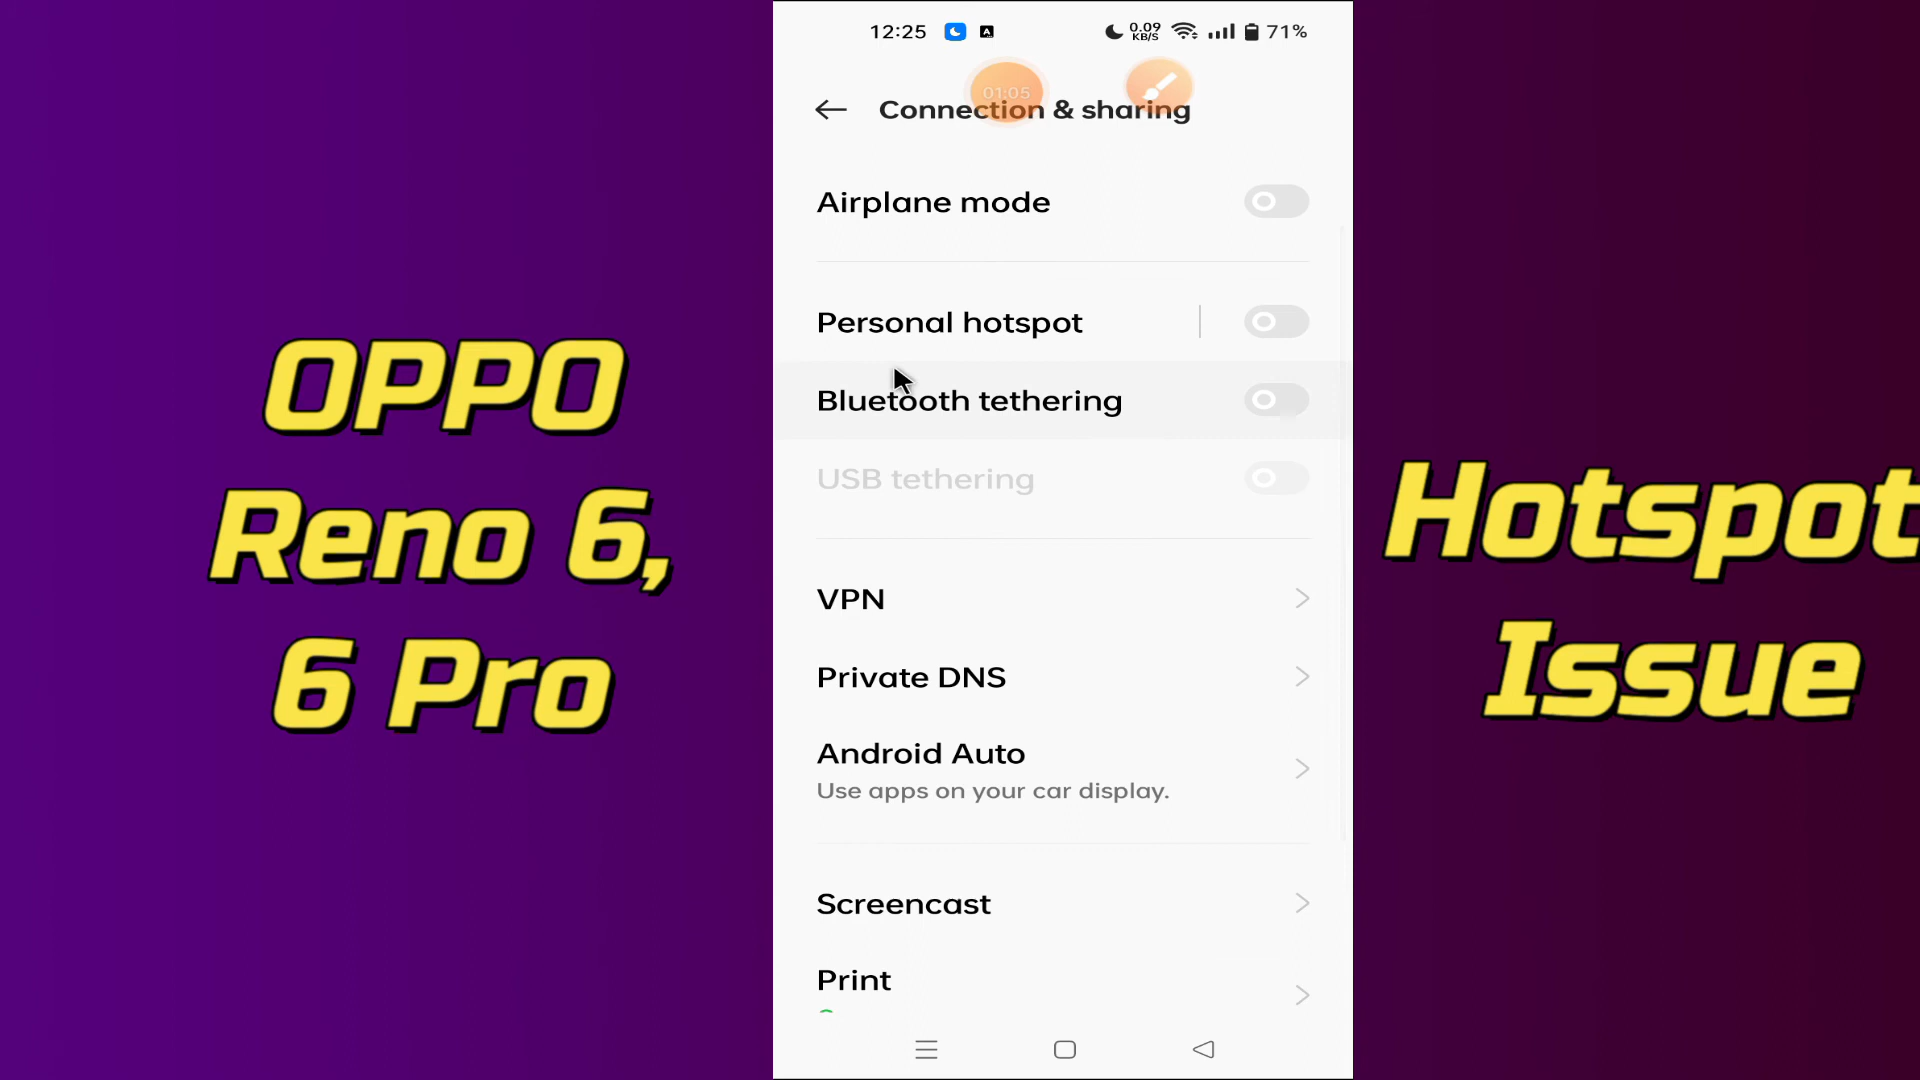 OPPO
Reno 6,
6 Pro
12:25
A
0.09
KB/S
71%
01:05
Connection & sharing
Airplane mode
Personal hotspot
Bluetooth tethering
USB tethering
VPN
Private DNS
Android Auto
Use apps on your car display.
Screencast
Print
Hotspot
Issue